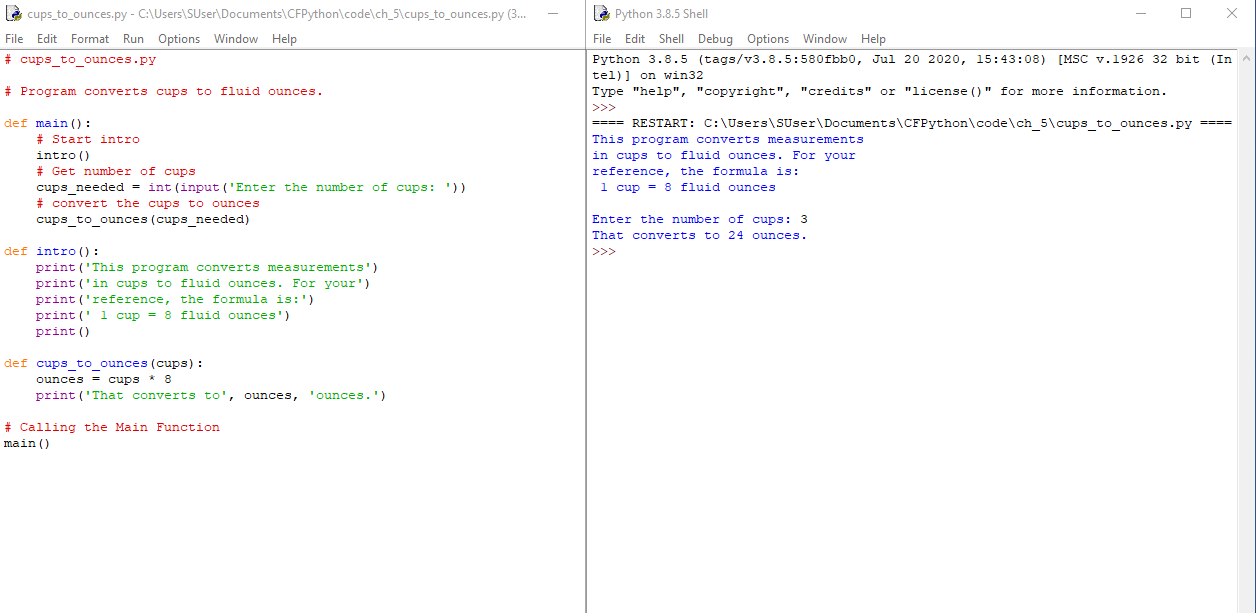 cups_to_ounces.py - C:\Users\SUser\Documents\CFPython\code\ch_5\cups_to_ounces.py (3...
File Edit Format Run Options Window Help
# cups_to_ounces.py

# Program converts cups to fluid ounces.

def main():
    # Start intro
    intro()
    # Get number of cups
    cups_needed = int(input('Enter the number of cups: '))
    # convert the cups to ounces
    cups_to_ounces(cups_needed)

def intro():
    print('This program converts measurements')
    print('in cups to fluid ounces. For your')
    print('reference, the formula is:')
    print(' 1 cup = 8 fluid ounces')
    print()

def cups_to_ounces(cups):
    ounces = cups * 8
    print('That converts to', ounces, 'ounces.')

# Calling the Main Function
main()
Python 3.8.5 Shell
File Edit Shell Debug Options Window Help
Python 3.8.5 (tags/v3.8.5:580fbb0, Jul 20 2020, 15:43:08) [MSC v.1926 32 bit (In
tel)] on win32
Type "help", "copyright", "credits" or "license()" for more information.
>>>
==== RESTART: C:\Users\SUser\Documents\CFPython\code\ch_5\cups_to_ounces.py ====
This program converts measurements
in cups to fluid ounces. For your
reference, the formula is:
 1 cup = 8 fluid ounces

Enter the number of cups: 3
That converts to 24 ounces.
>>>